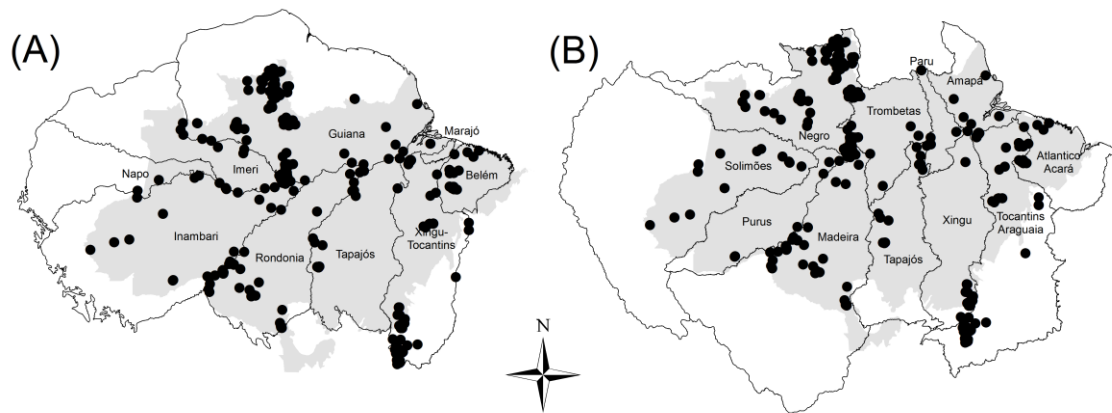 (A)
Guiana
Marajó
Imeri
Napo
Belém
Inambari
Xingu-
Tocantins
Rondonia
Tapajós
N
(B)
Paru
Amapa
Trombetas
Negro
Solimões
Atlantico
Acará
Purus
Madeira
Xingu
Tocantins
Araguaia
Tapajós